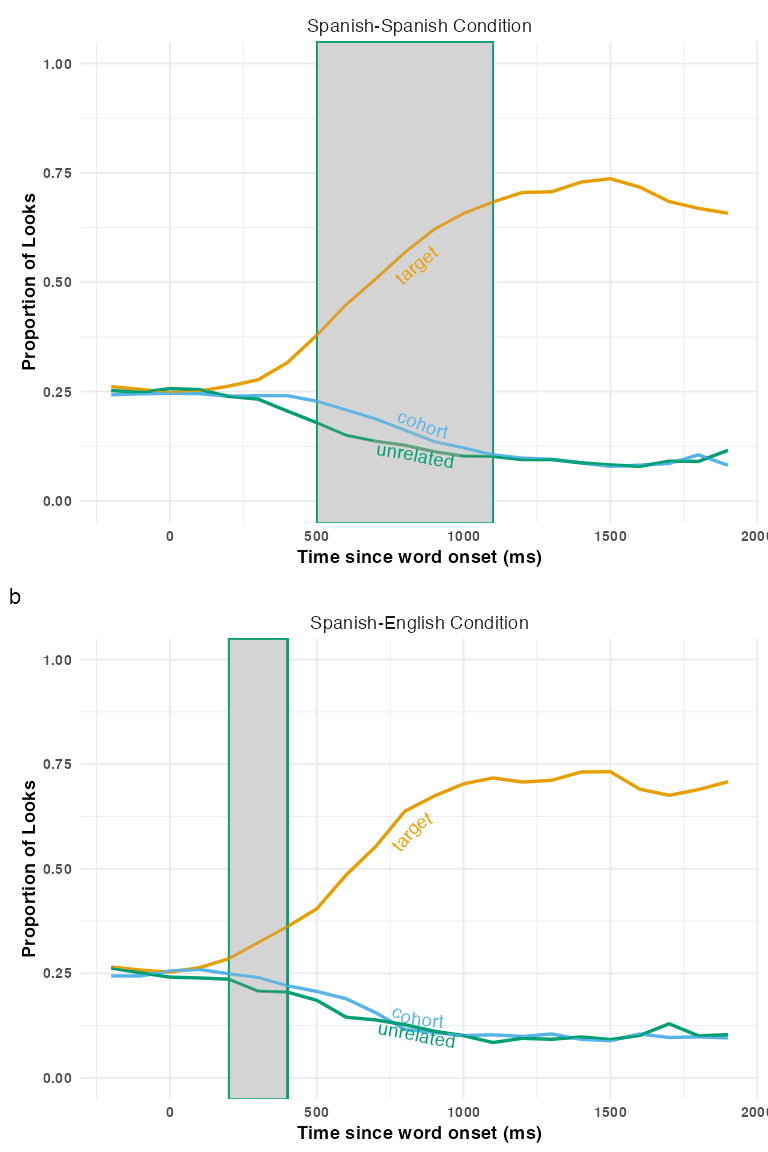 Spanish-Spanish Condition
1.00
0.75
0.50
0.25
0.00
Proportion of Looks
target
cohort
unrelated
0
500
1000
1500
2000
Time since word onset (ms)
b
Spanish-English Condition
1.00
0.75
0.50
0.25
0.00
Proportion of Looks
target
cohort
unrelated
0
500
1000
1500
2000
Time since word onset (ms)